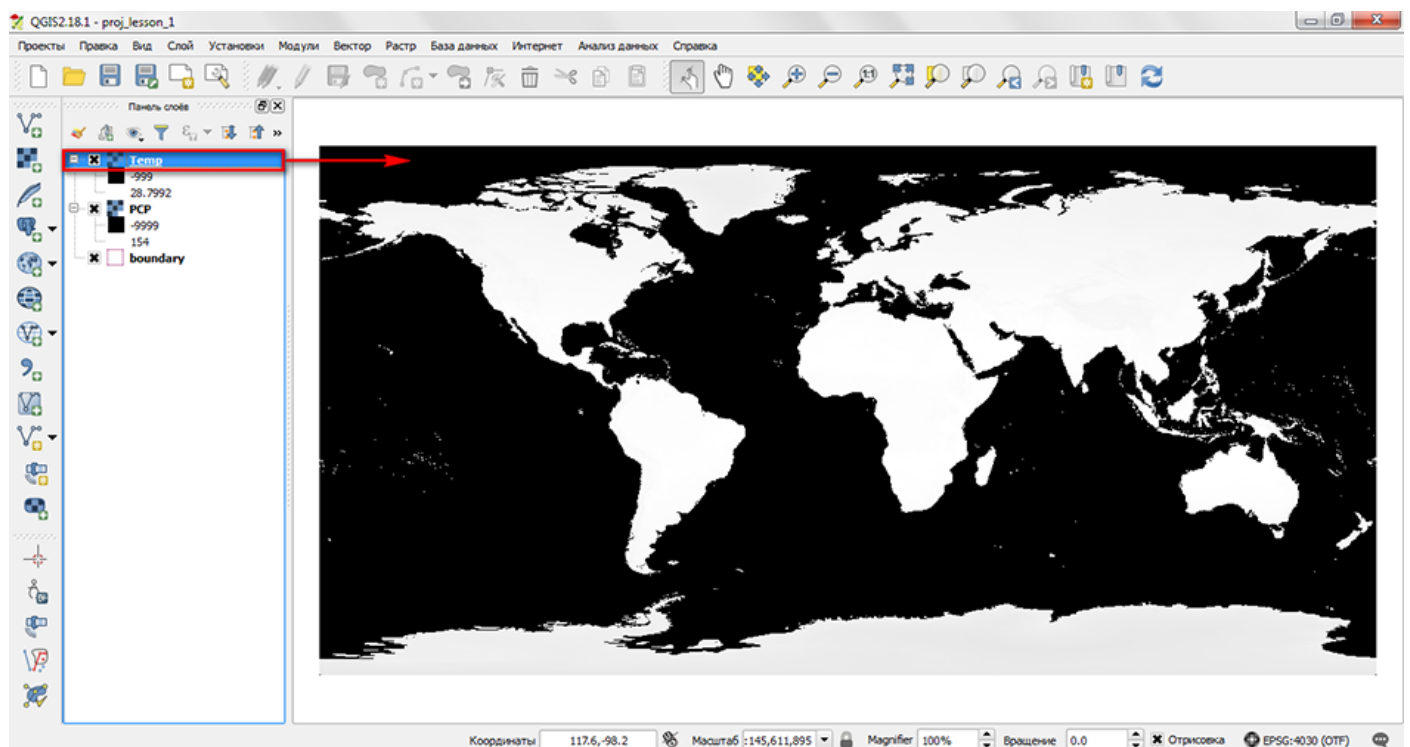 QGIS2.18.1 - proj_lesson_1
Проекты Правка Вид Слой Установки Модули Вектор Растр База данных Интернет Анализ данных Справка
Панель слоёв
Temp
-999
28.7992
PCP
-9999
154
boundary
Координаты 117.6,-98.2 Масштаб :145,611,895 Magnifier 100% Вращение 0.0 Отрисовка EPSG:4030 (OTF)